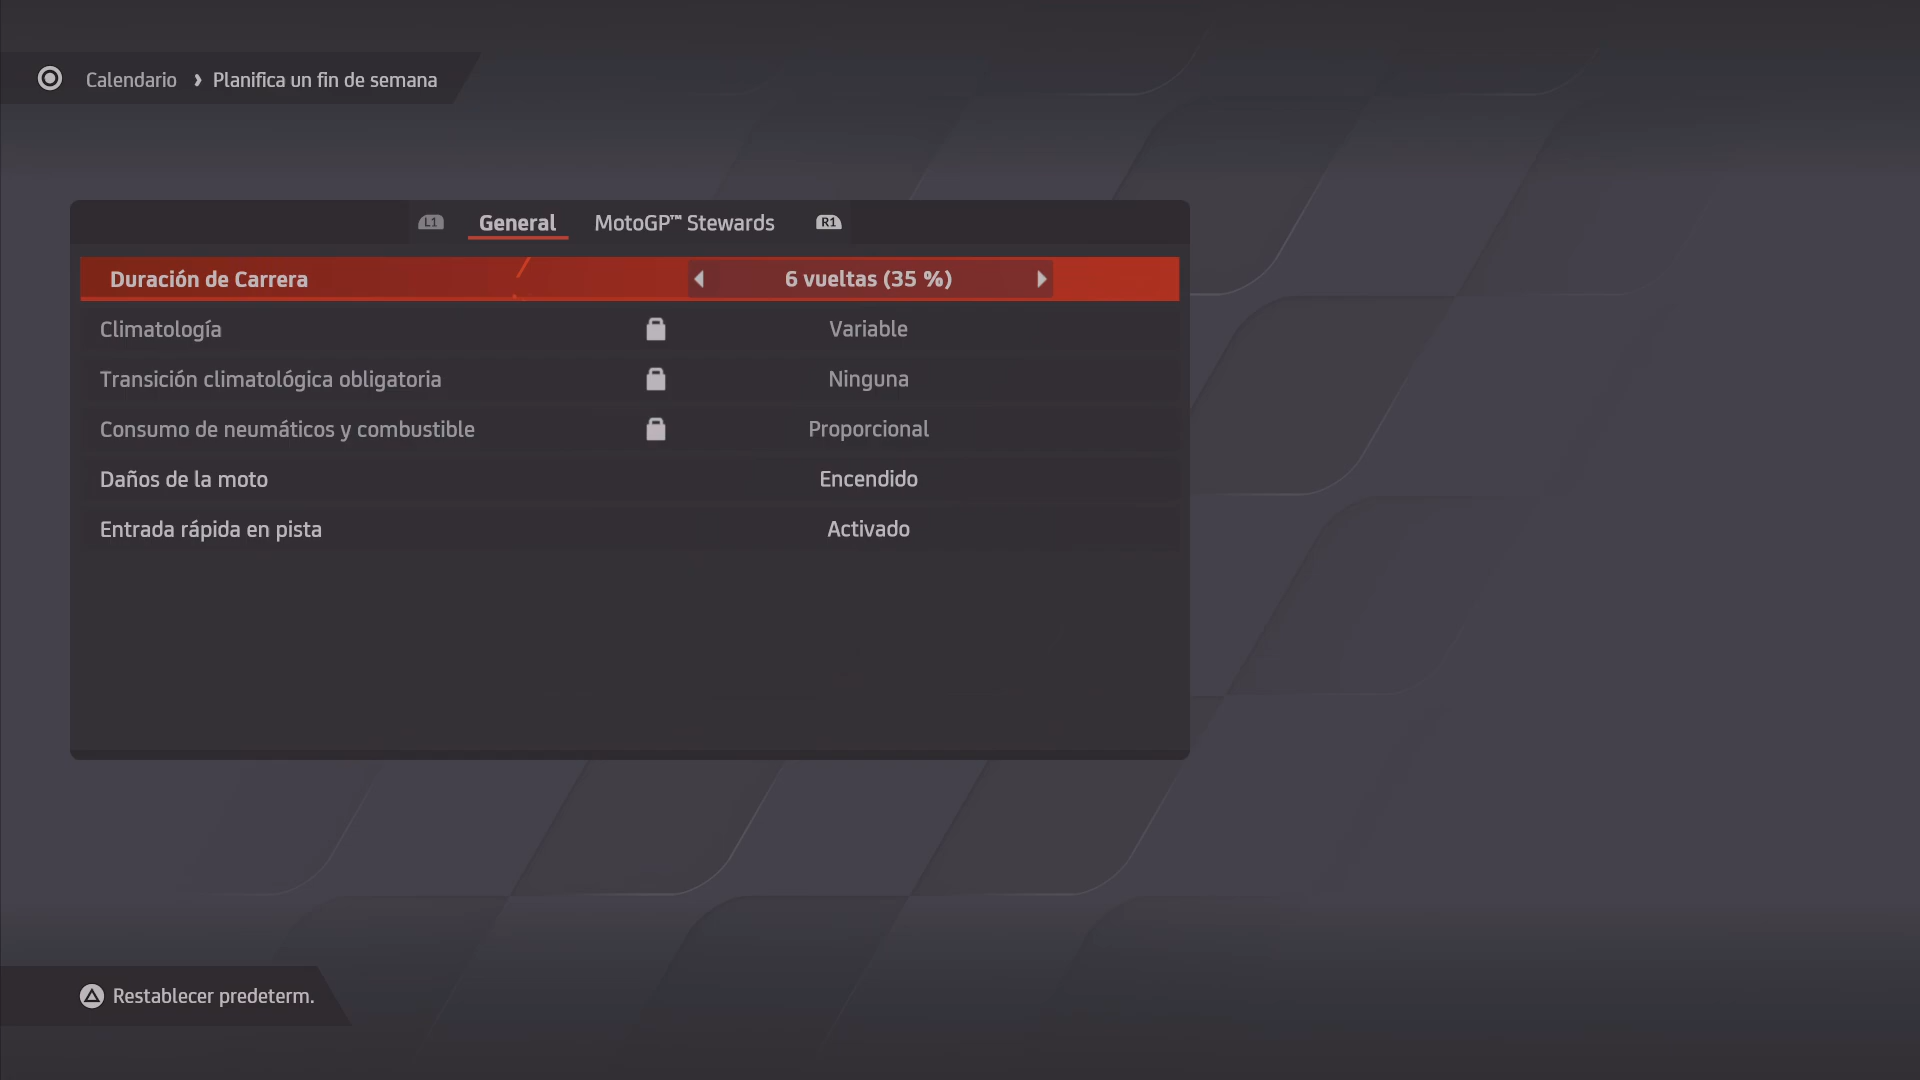 Calendario › Planifica un fin de semana
L1 General MotoGP™ Stewards R1
Duración de Carrera 6 vueltas (35 %)
Climatología Variable
Transición climatológica obligatoria Ninguna
Consumo de neumáticos y combustible Proporcional
Daños de la moto Encendido
Entrada rápida en pista Activado
Restablecer predeterm.